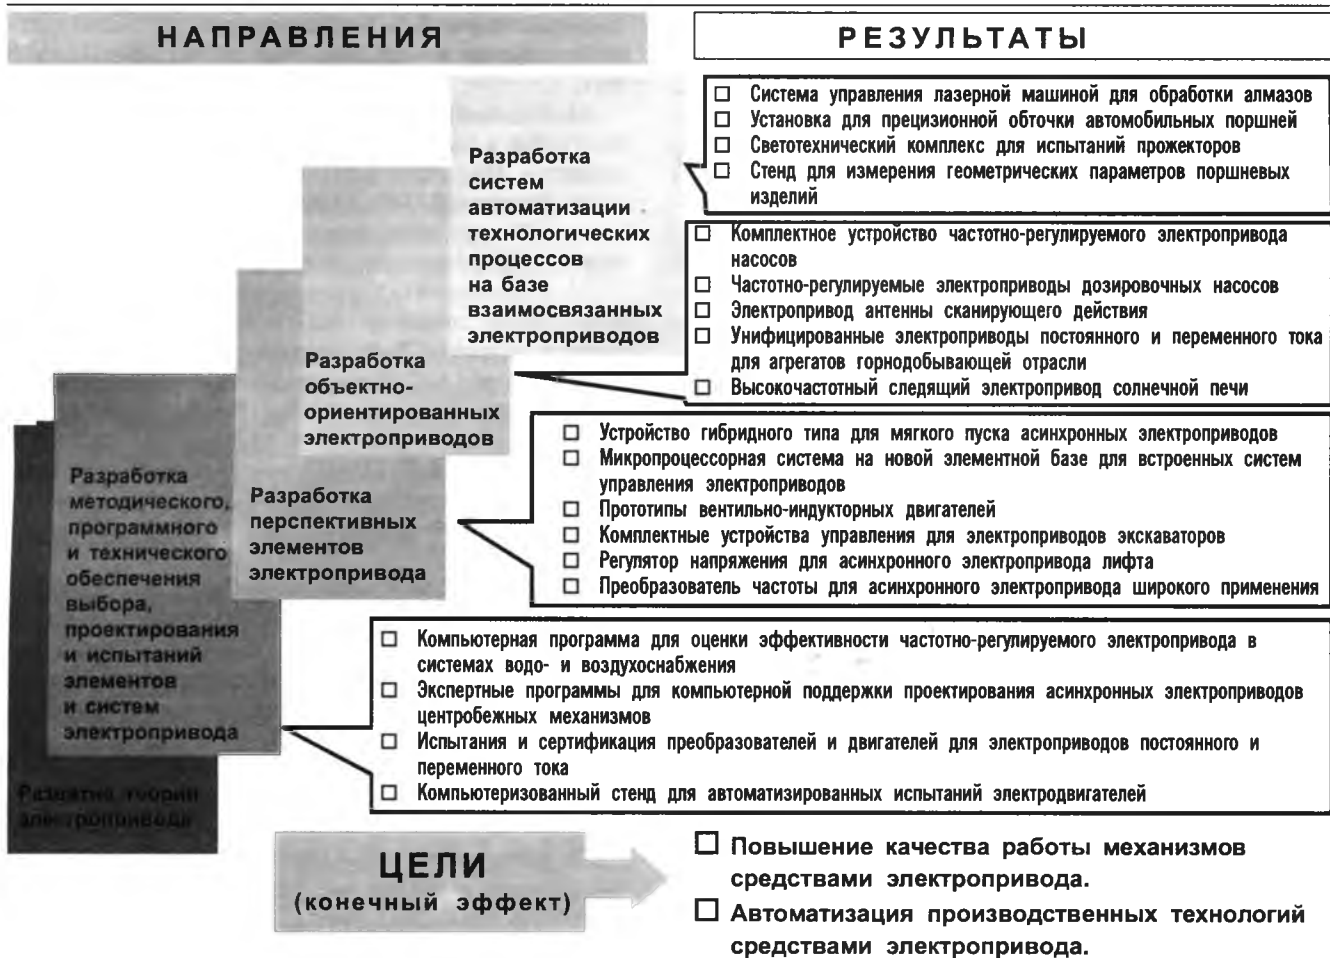 НАПРАВЛЕНИЯ
РЕЗУЛЬТАТЫ
Разработка
систем
автоматизации
технологических
процессов
на базе
взаимосвязанных
электроприводов
□ Система управления лазерной машиной для обработки алмазов
□ Установка для прецизионной обточки автомобильных поршней
□ Светотехнический комплекс для испытаний прожекторов
□ Стенд для измерения геометрических параметров поршневых
изделий
Разработка
объектно-
ориентированных
электроприводов
□ Комплектное устройство частотно-регулируемого электропривода
насосов
□ Частотно-регулируемые электроприводы дозировочных насосов
□ Электропривод антенны сканирующего действия
□ Унифицированные электроприводы постоянного и переменного тока
для агрегатов горнодобывающей отрасли
□ Высокочастотный следящий электропривод солнечной печи
Разработка
перспективных
элементов
электропривода
□ Устройство гибридного типа для мягкого пуска асинхронных электроприводов
□ Микропроцессорная система на новой элементной базе для встроенных систем
управления электроприводов
□ Прототипы вентильно-индукторных двигателей
□ Комплектные устройства управления для электроприводов экскаваторов
□ Регулятор напряжения для асинхронного электропривода лифта
□ Преобразователь частоты для асинхронного электропривода широкого применения
Разработка
методического,
программного
и технического
обеспечения
выбора,
проектирования
и испытаний
элементов
и систем
электропривода
□ Компьютерная программа для оценки эффективности частотно-регулируемого электропривода в
системах водо- и воздухоснабжения
□ Экспертные программы для компьютерной поддержки проектирования асинхронных электроприводов
центробежных механизмов
□ Испытания и сертификация преобразователей и двигателей для электроприводов постоянного и
переменного тока
□ Компьютеризованный стенд для автоматизированных испытаний электродвигателей
Развитие теории
электропривода
ЦЕЛИ
(конечный эффект)
□ Повышение качества работы механизмов
средствами электропривода.
□ Автоматизация производственных технологий
средствами электропривода.